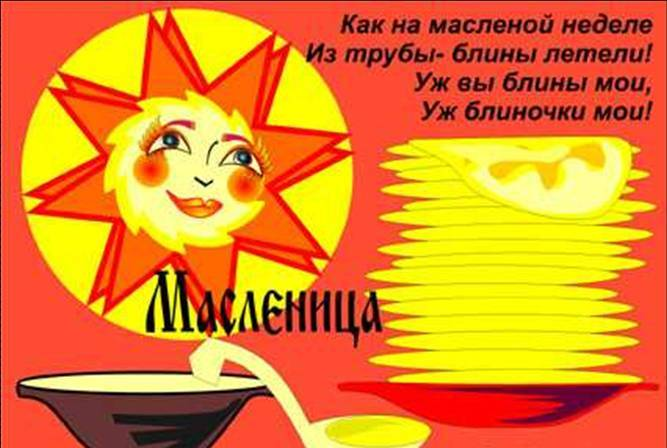 Как на масленой неделе
Из трубы- блины летели!
Уж вы блины мои,
Уж блиночки мои!
Масленица